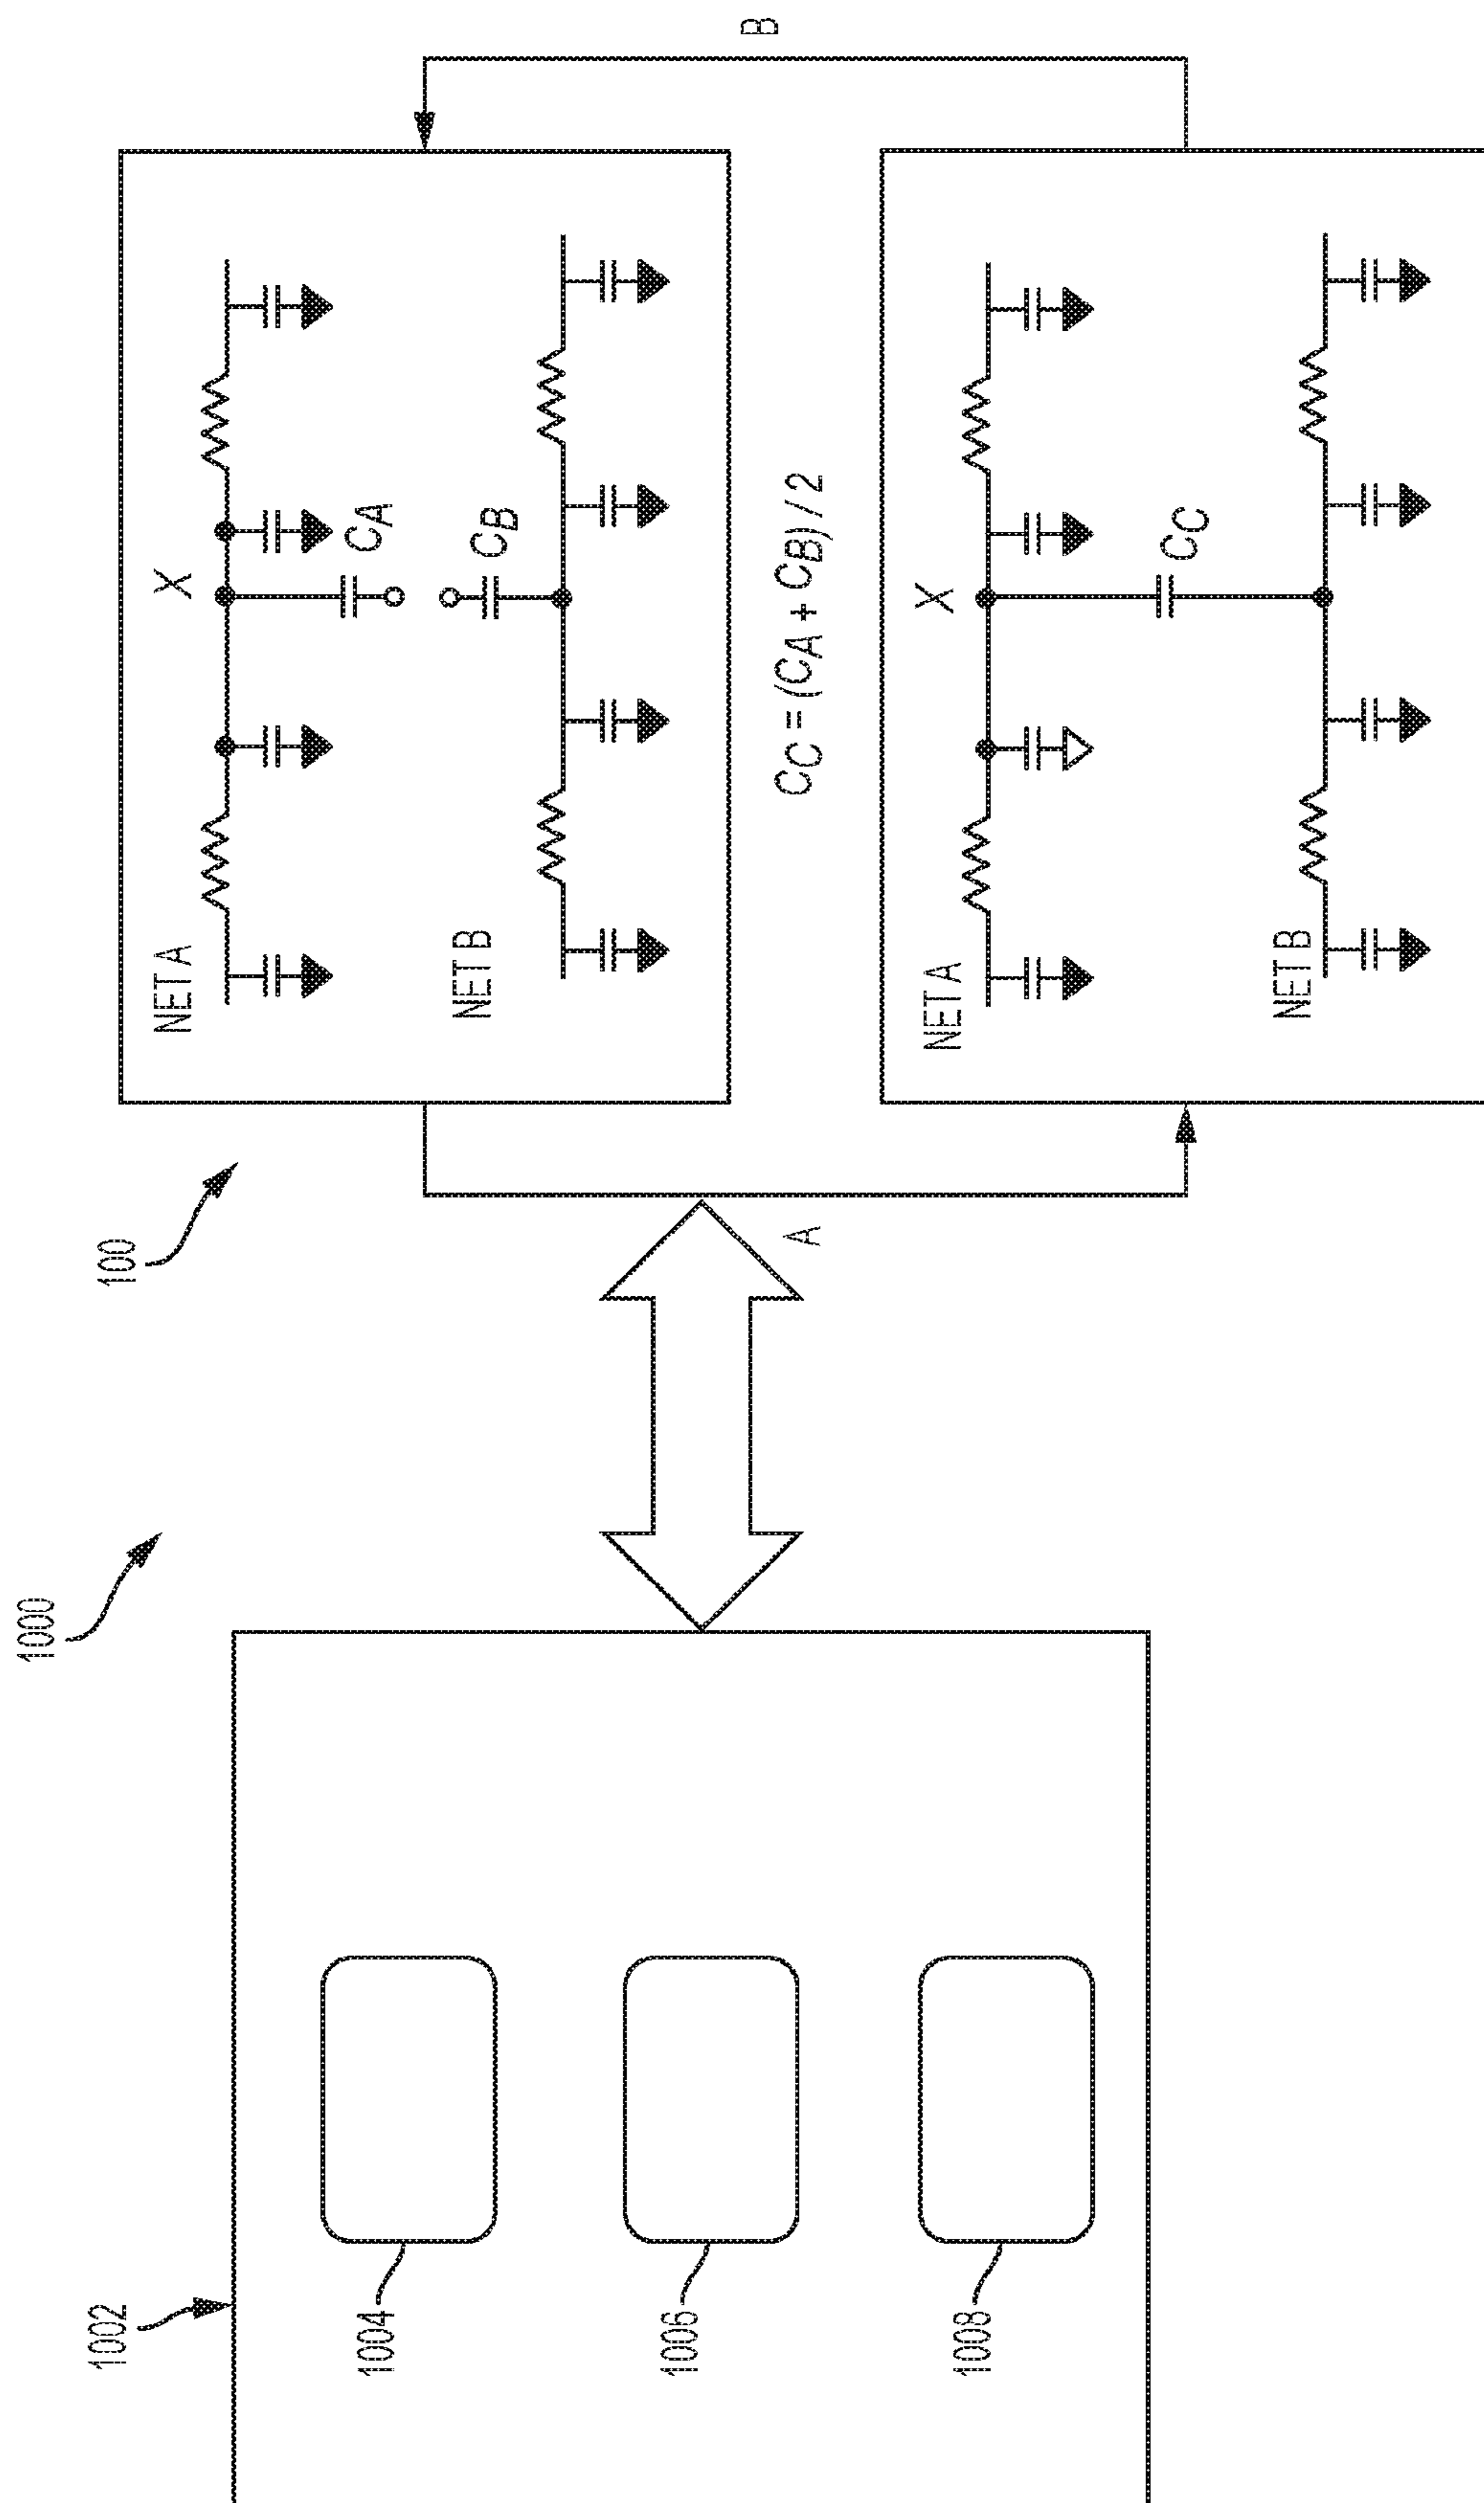 1000
1002
1004
1006
1008
100
A
B
NET A
X
CA
CB
NET B
CC = (CA + CB) / 2
NET A
X
CC
NET B